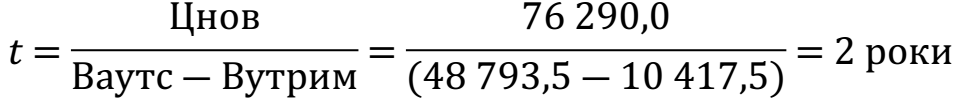 t = Цнов / (Ваутс − Вутрим) = 76 290,0 / (48 793,5 − 10 417,5) = 2 роки